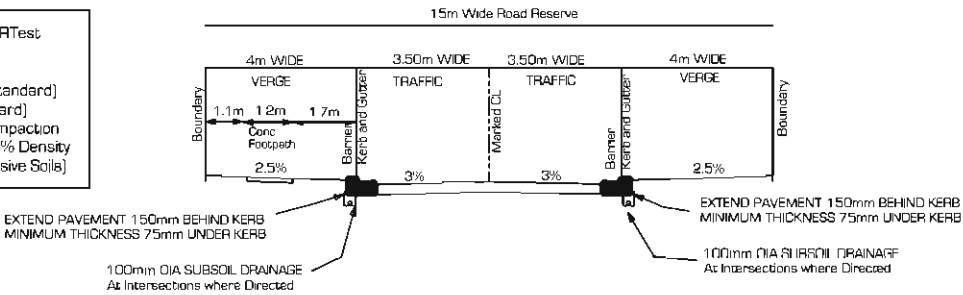 15m Wide Road Reserve
RTest
tandard)
ard)
mpaction
% Density
sive Soils)
4m WIDE
3.50m WIDE
3.50m WIDE
4m WIDE
VERGE
TRAFFIC
TRAFFIC
VERGE
Boundary
1.1m
1.2m
1.7m
Conc
Footpath
Barrier
Kerb and Gutter
Marked CL
Barrier
Kerb and Gutter
Boundary
2.5%
3%
3%
2.5%
EXTEND PAVEMENT 150mm BEHIND KERB
MINIMUM THICKNESS 75mm UNDER KERB
EXTEND PAVEMENT 150mm BEHIND KERB
MINIMUM THICKNESS 75mm UNDER KERB
100mm DIA SUBSOIL DRAINAGE
At Intersections where Directed
100mm DIA SUBSOIL DRAINAGE
At Intersections where Directed